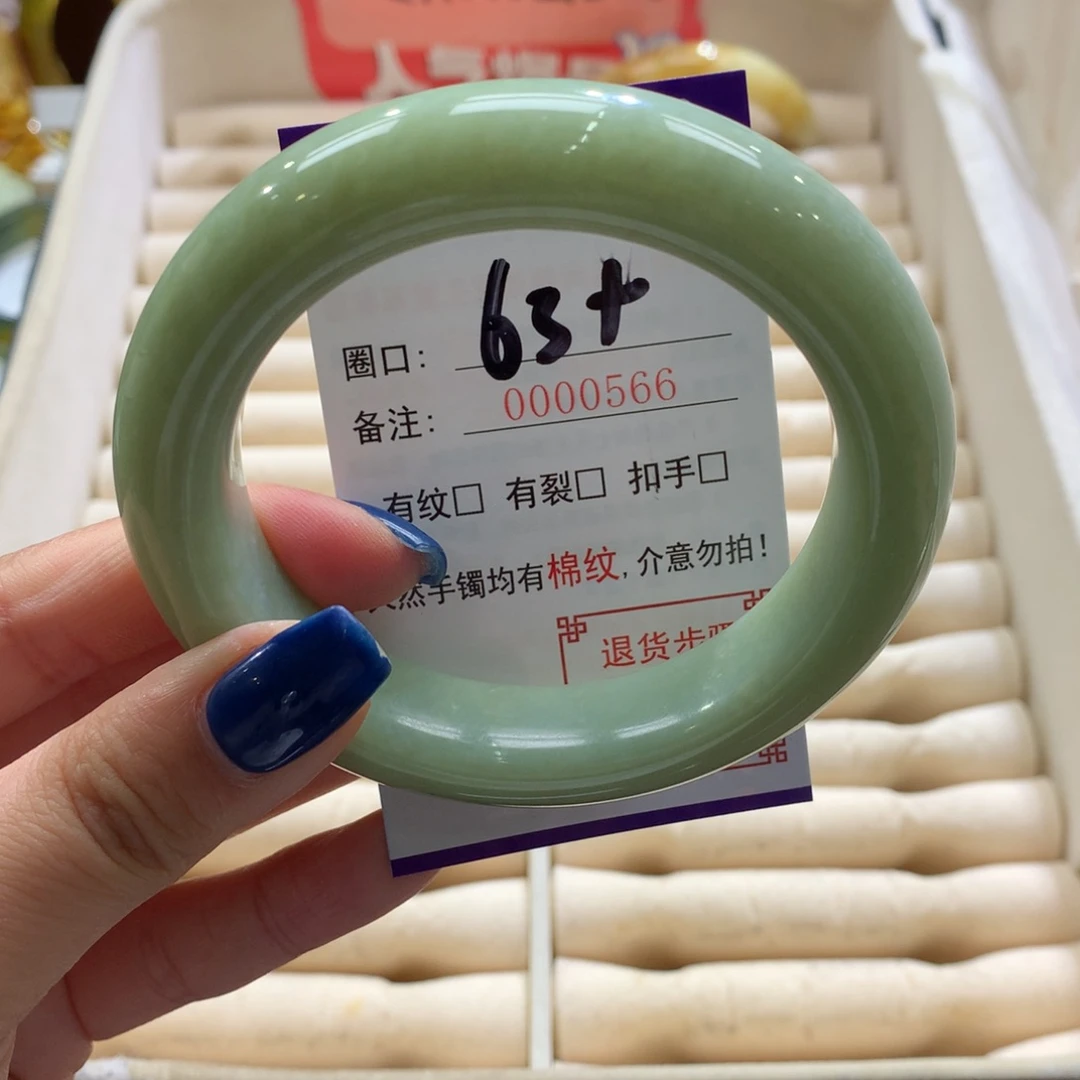 圈口: 63+
备注: 0000566
有纹□ 有裂□ 扣手□
天然手镯均有棉纹,介意勿拍!
退货步骤